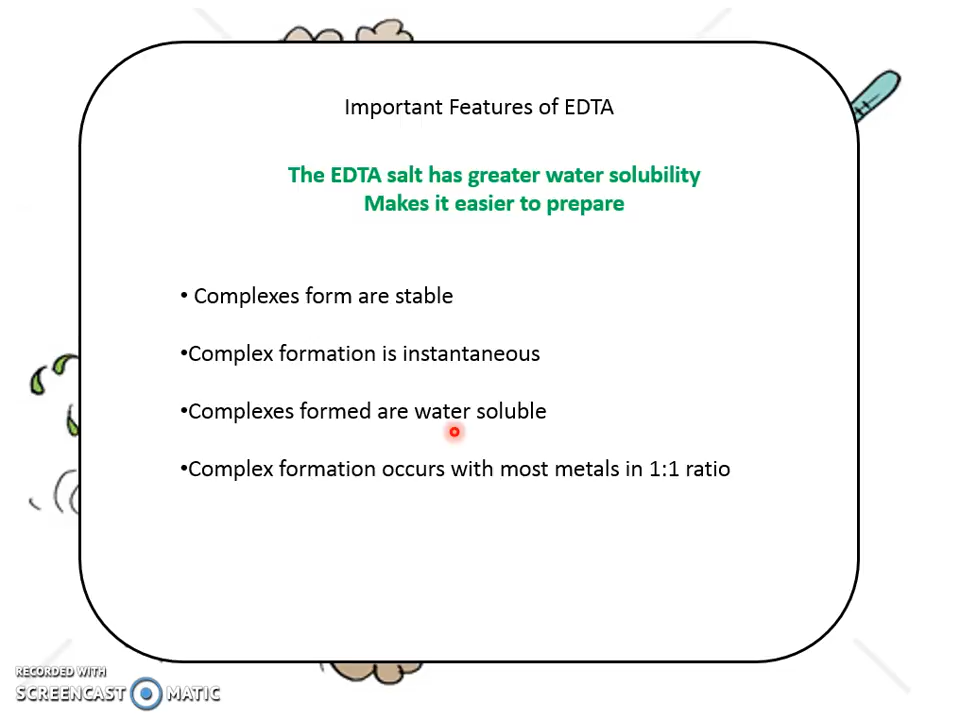 Important Features of EDTA
The EDTA salt has greater water solubility
Makes it easier to prepare
• Complexes form are stable
•Complex formation is instantaneous
•Complexes formed are water soluble
•Complex formation occurs with most metals in 1:1 ratio
RECORDED WITH
SCREENCAST MATIC